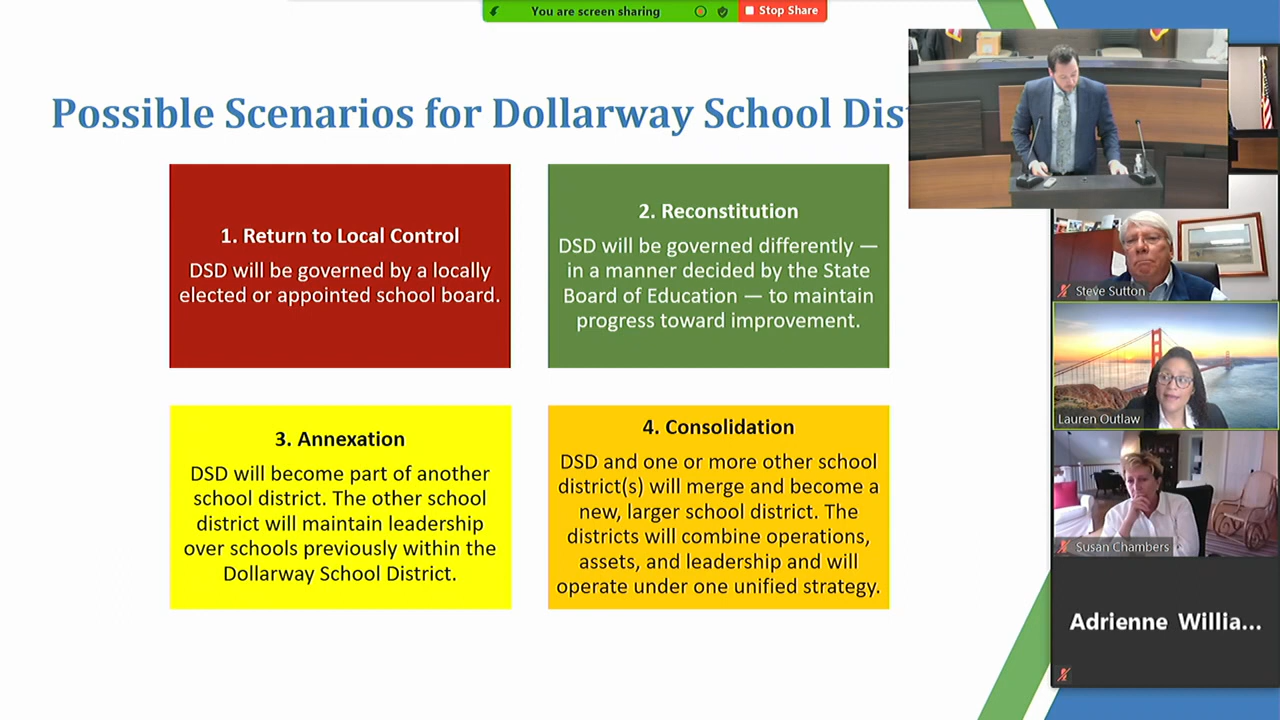 You are screen sharing
Stop Share
Possible Scenarios for Dollarway School Dis
1. Return to Local Control
DSD will be governed by a locally
elected or appointed school board.
2. Reconstitution
DSD will be governed differently —
in a manner decided by the State
Board of Education — to maintain
progress toward improvement.
3. Annexation
DSD will become part of another
school district. The other school
district will maintain leadership
over schools previously within the
Dollarway School District.
4. Consolidation
DSD and one or more other school
district(s) will merge and become a
new, larger school district. The
districts will combine operations,
assets, and leadership and will
operate under one unified strategy.
Steve Sutton
Lauren Outlaw
Susan Chambers
Adrienne Willia...